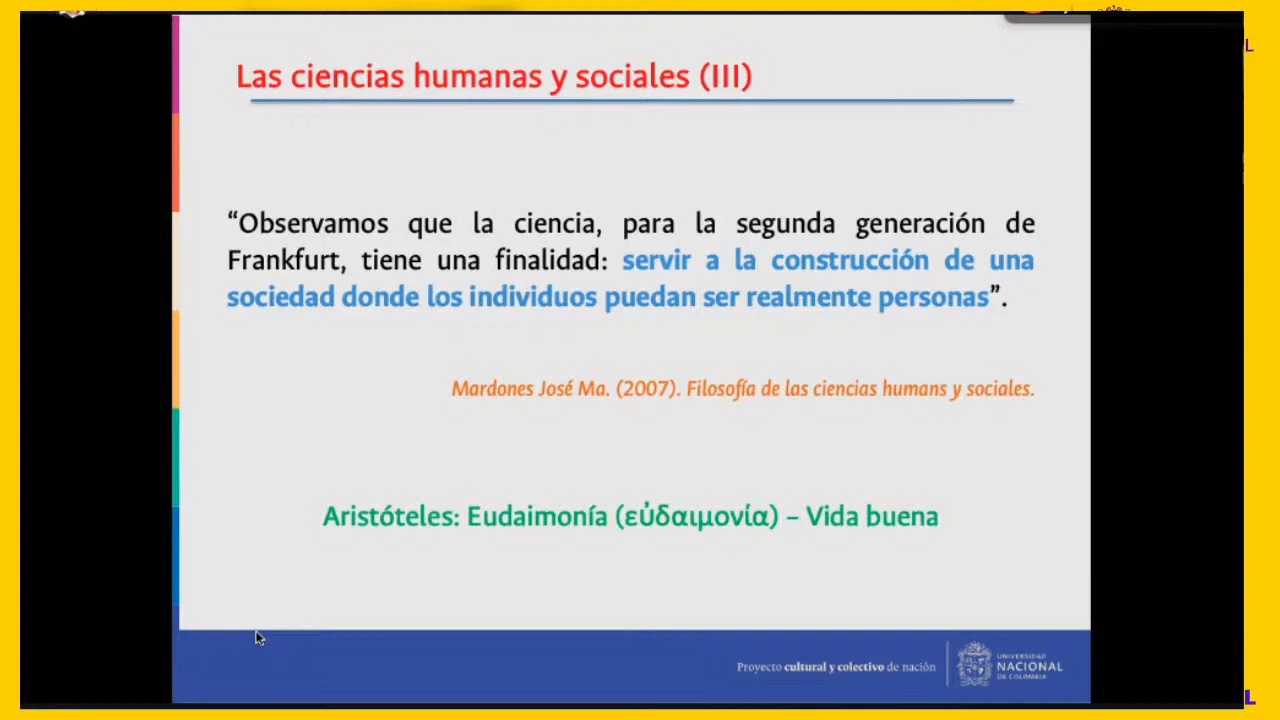 L
Las ciencias humanas y sociales (III)
“Observamos que la ciencia, para la segunda generación de
Frankfurt, tiene una finalidad: servir a la construcción de una
sociedad donde los individuos puedan ser realmente personas”.
Mardones José Ma. (2007). Filosofía de las ciencias humans y sociales.
Aristóteles: Eudaimonía (εὐδαιμονία) – Vida buena
Proyecto cultural y colectivo de nación
UNIVERSIDAD
NACIONAL
DE COLOMBIA
L